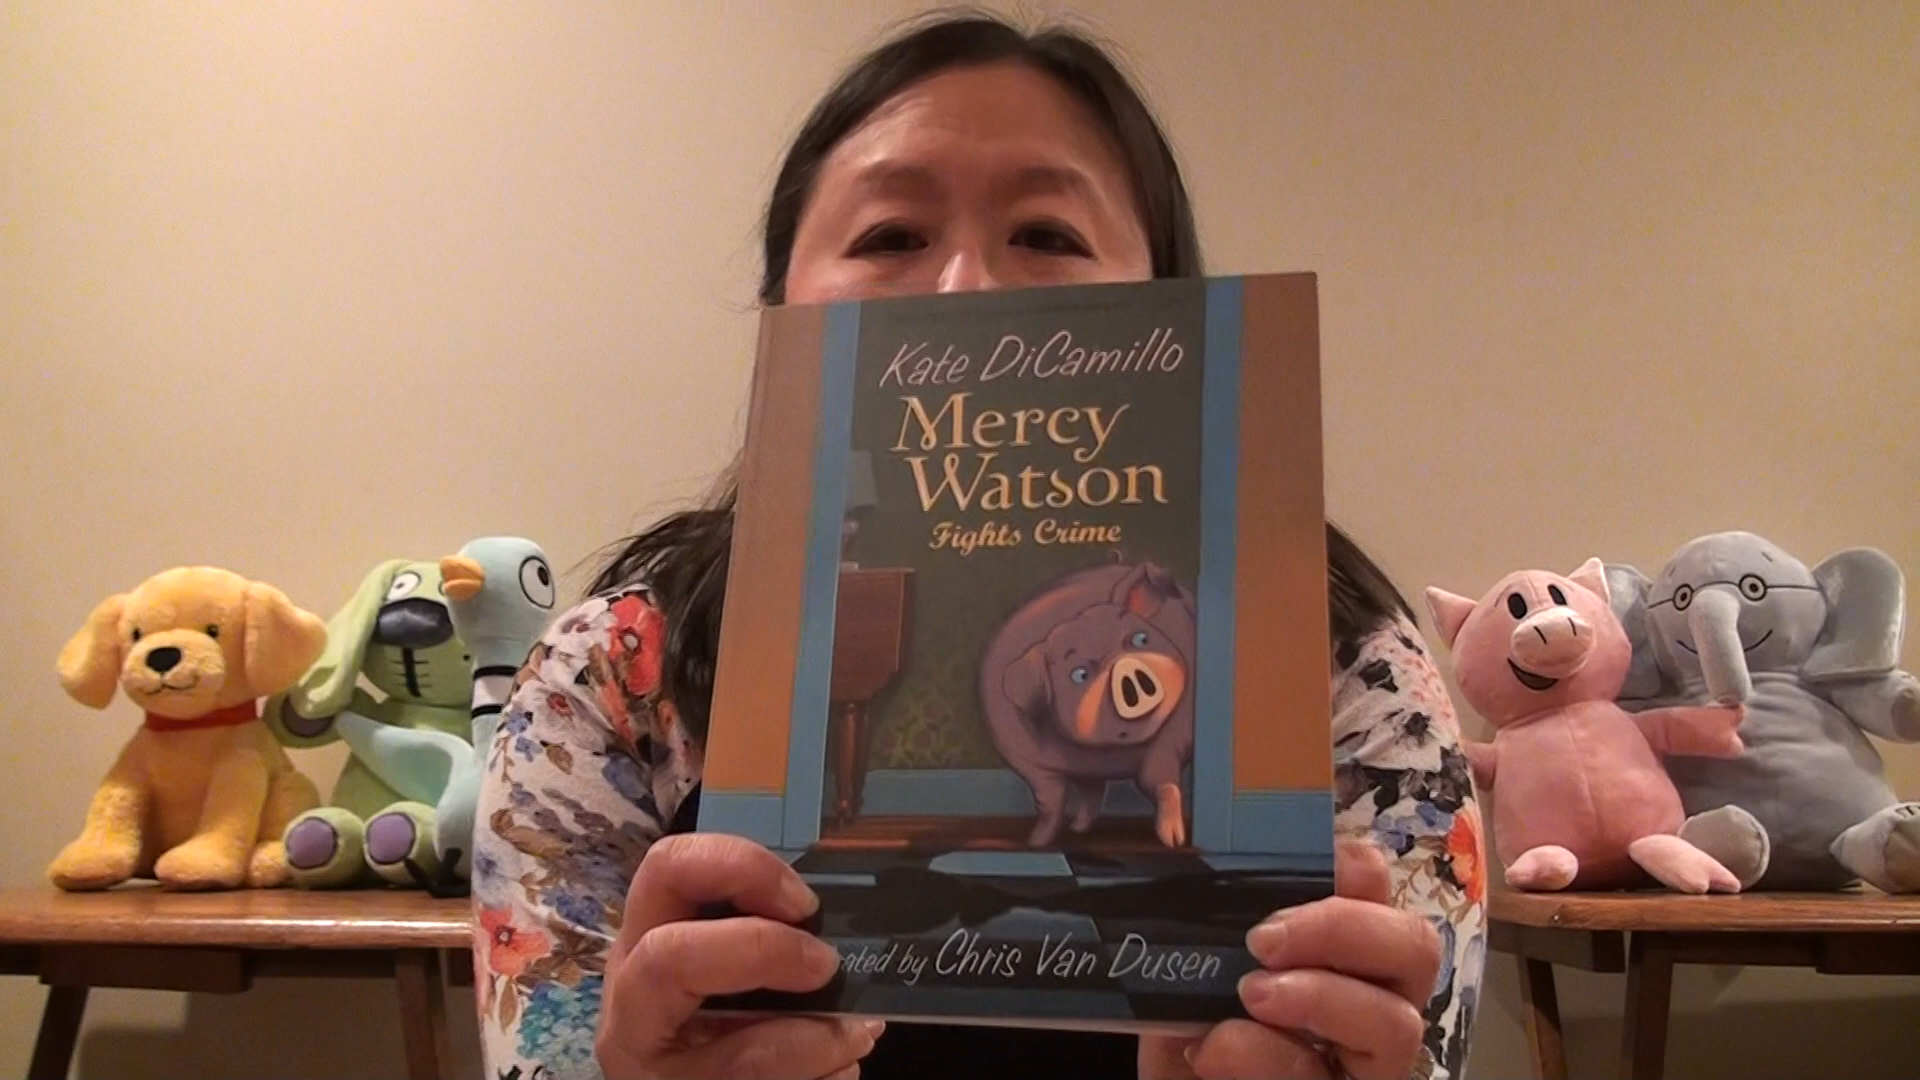 Kate DiCamillo
Mercy
Watson
Fights Crime
by Chris Van Dusen